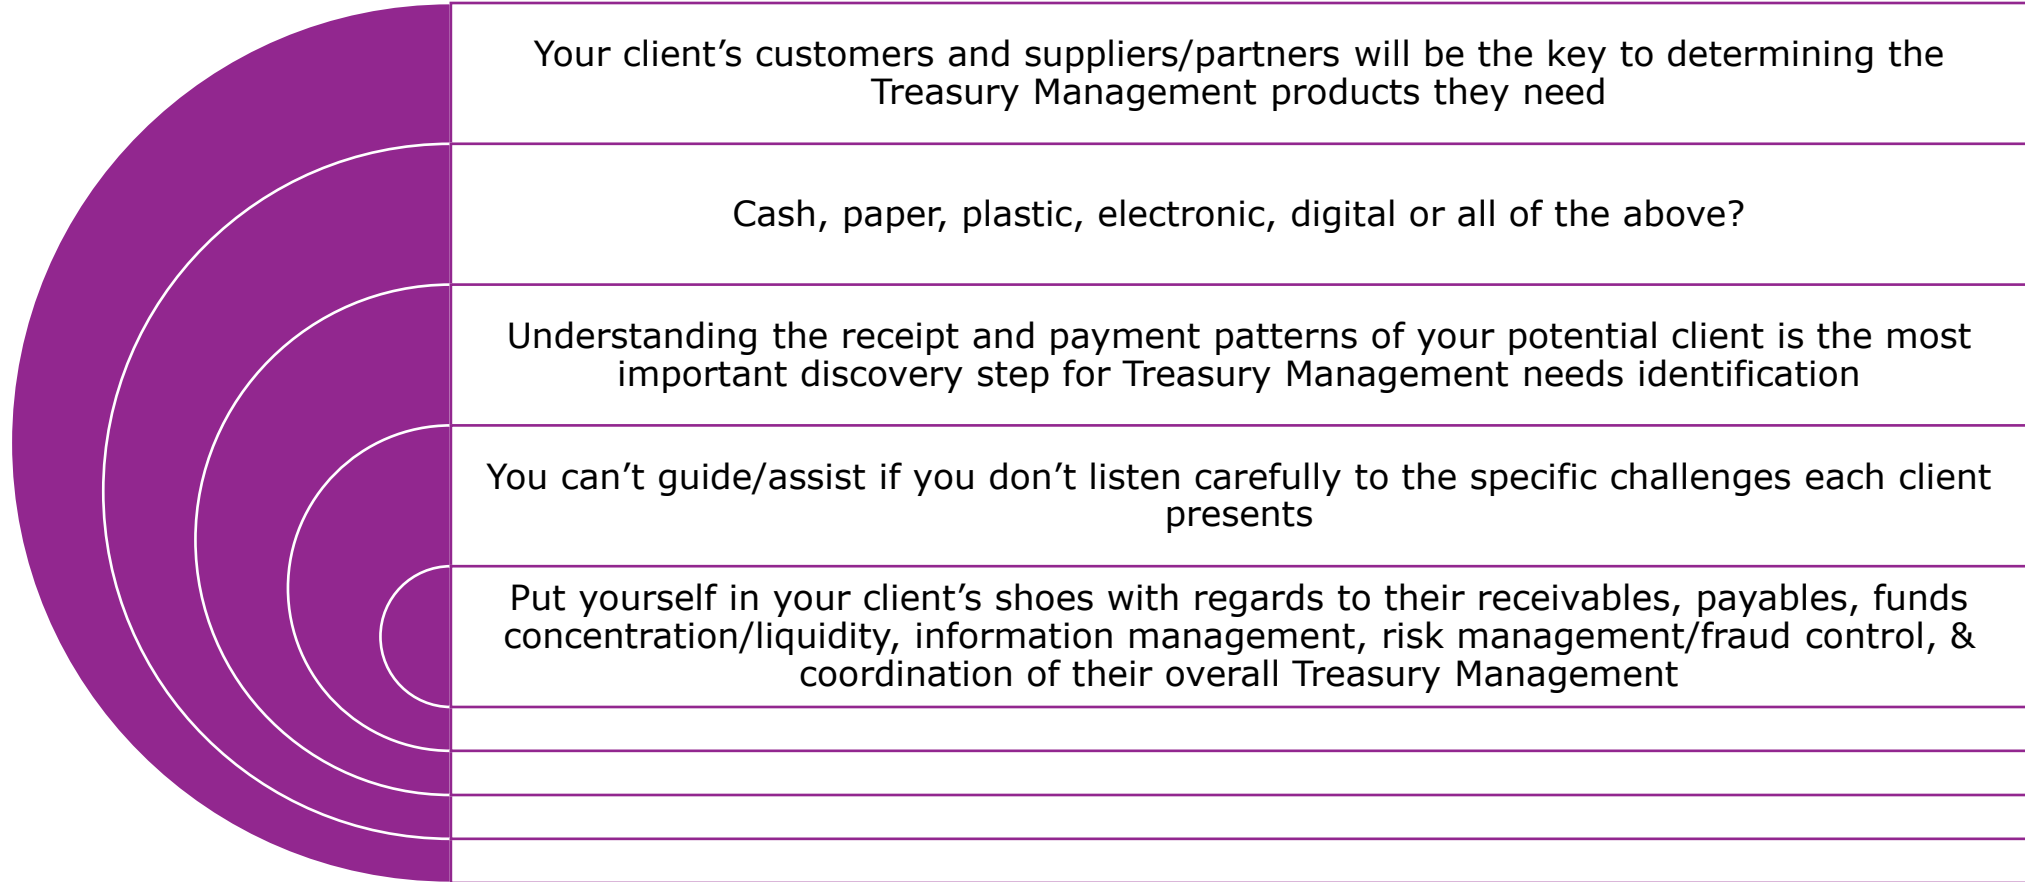 Your client’s customers and suppliers/partners will be the key to determining the
Treasury Management products they need
Cash, paper, plastic, electronic, digital or all of the above?
Understanding the receipt and payment patterns of your potential client is the most
important discovery step for Treasury Management needs identification
You can’t guide/assist if you don’t listen carefully to the specific challenges each client
presents
Put yourself in your client’s shoes with regards to their receivables, payables, funds
concentration/liquidity, information management, risk management/fraud control, &
coordination of their overall Treasury Management